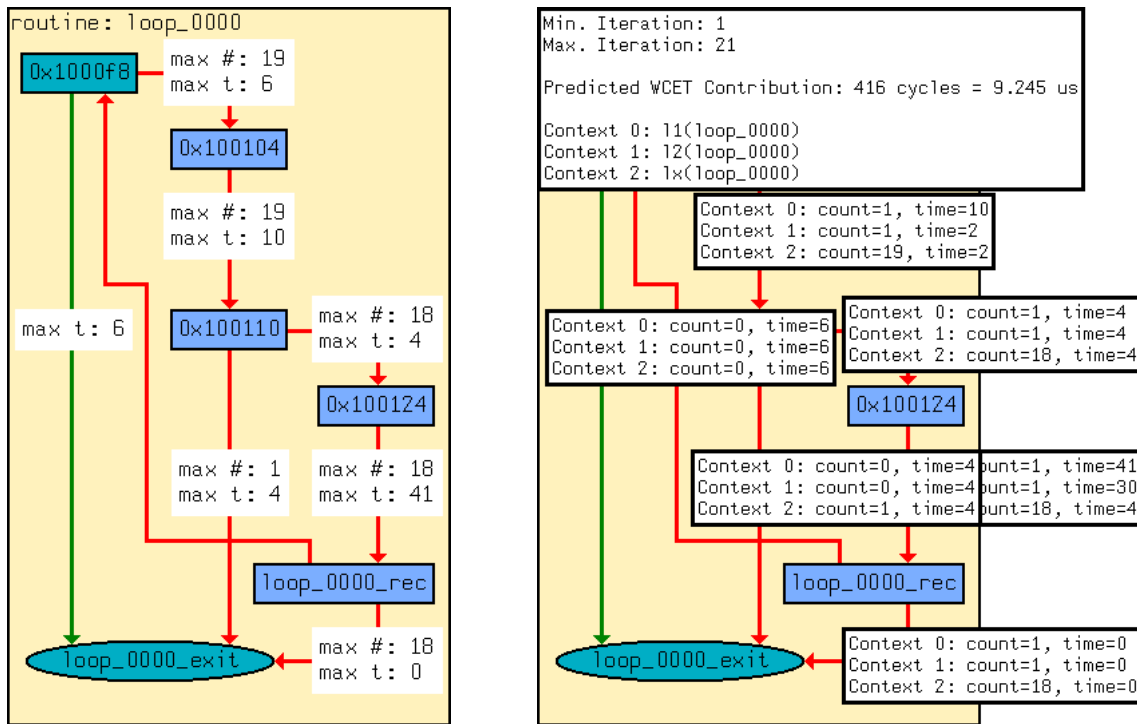 routine: loop_0000
0x1000f8
max #: 19
max t: 6
0x100104
max #: 19
max t: 10
max t: 6
0x100110
max #: 18
max t: 4
0x100124
max #: 1
max t: 4
max #: 18
max t: 41
loop_0000_rec
max #: 18
max t: 0
loop_0000_exit
Min. Iteration: 1
Max. Iteration: 21
Predicted WCET Contribution: 416 cycles = 9.245 us
Context 0: l1(loop_0000)
Context 1: l2(loop_0000)
Context 2: lx(loop_0000)
Context 0: count=1, time=10
Context 1: count=1, time=2
Context 2: count=19, time=2
Context 0: count=0, time=6
Context 1: count=0, time=6
Context 2: count=0, time=6
Context 0: count=1, time=4
Context 1: count=1, time=4
Context 2: count=18, time=4
0x100124
Context 0: count=0, time=4
Context 1: count=0, time=4
Context 2: count=1, time=4
ount=1, time=41
ount=1, time=30
ount=18, time=4
loop_0000_rec
Context 0: count=1, time=0
Context 1: count=1, time=0
Context 2: count=18, time=0
loop_0000_exit